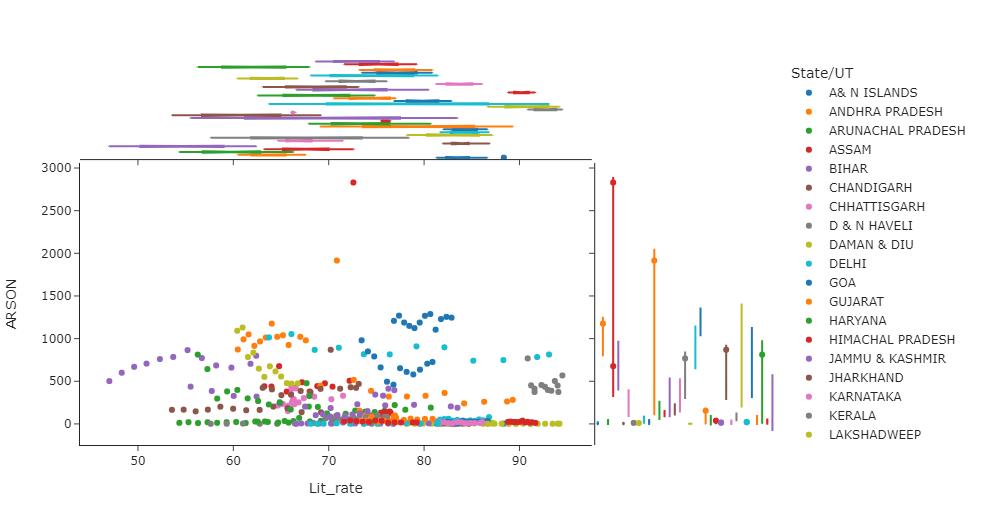 State/UT
A& N ISLANDS
ANDHRA PRADESH
ARUNACHAL PRADESH
ASSAM
BIHAR
CHANDIGARH
CHHATTISGARH
D & N HAVELI
DAMAN & DIU
DELHI
GOA
GUJARAT
HARYANA
HIMACHAL PRADESH
JAMMU & KASHMIR
JHARKHAND
KARNATAKA
KERALA
LAKSHADWEEP
3000
2500
2000
1500
1000
500
0
ARSON
50 60 70 80 90
Lit_rate